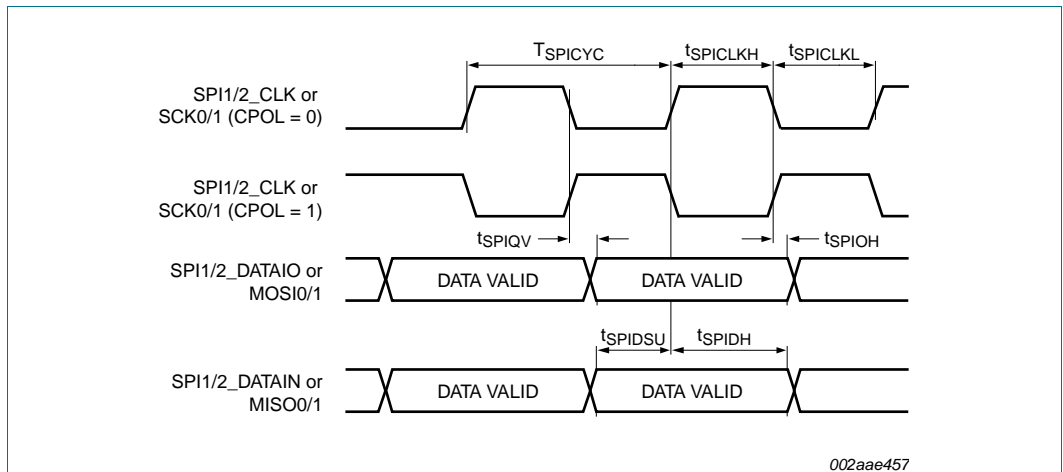 TSPICYC tSPICLKH tSPICLKL
SPI1/2_CLK or
SCK0/1 (CPOL = 0)
SPI1/2_CLK or
SCK0/1 (CPOL = 1)
tSPIQV tSPIOH
SPI1/2_DATAIO or
MOSI0/1
DATA VALID DATA VALID
tSPIDSU tSPIDH
SPI1/2_DATAIN or
MISO0/1
DATA VALID DATA VALID
002aae457